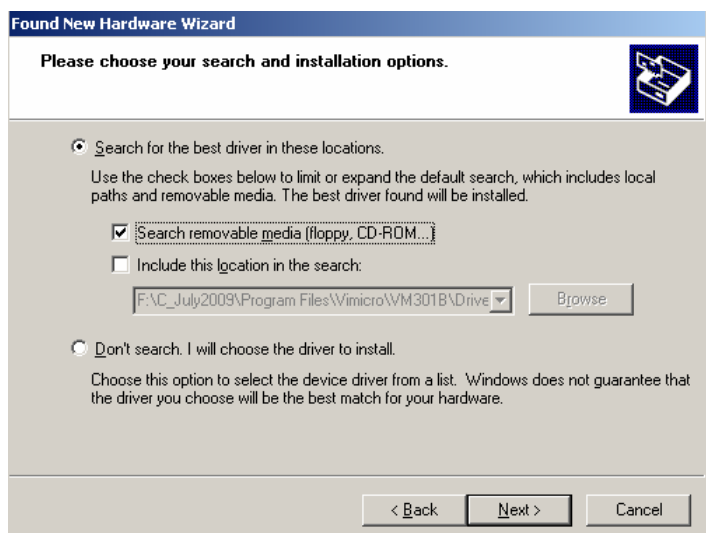 Found New Hardware Wizard
Please choose your search and installation options.
Search for the best driver in these locations.
Use the check boxes below to limit or expand the default search, which includes local
paths and removable media. The best driver found will be installed.
Search removable media (floppy, CD-ROM...)
Include this location in the search:
F:\C_July2009\Program Files\Vimicro\VM301B\Drive
Browse
Don't search. I will choose the driver to install.
Choose this option to select the device driver from a list.  Windows does not guarantee that
the driver you choose will be the best match for your hardware.
< Back
Next >
Cancel